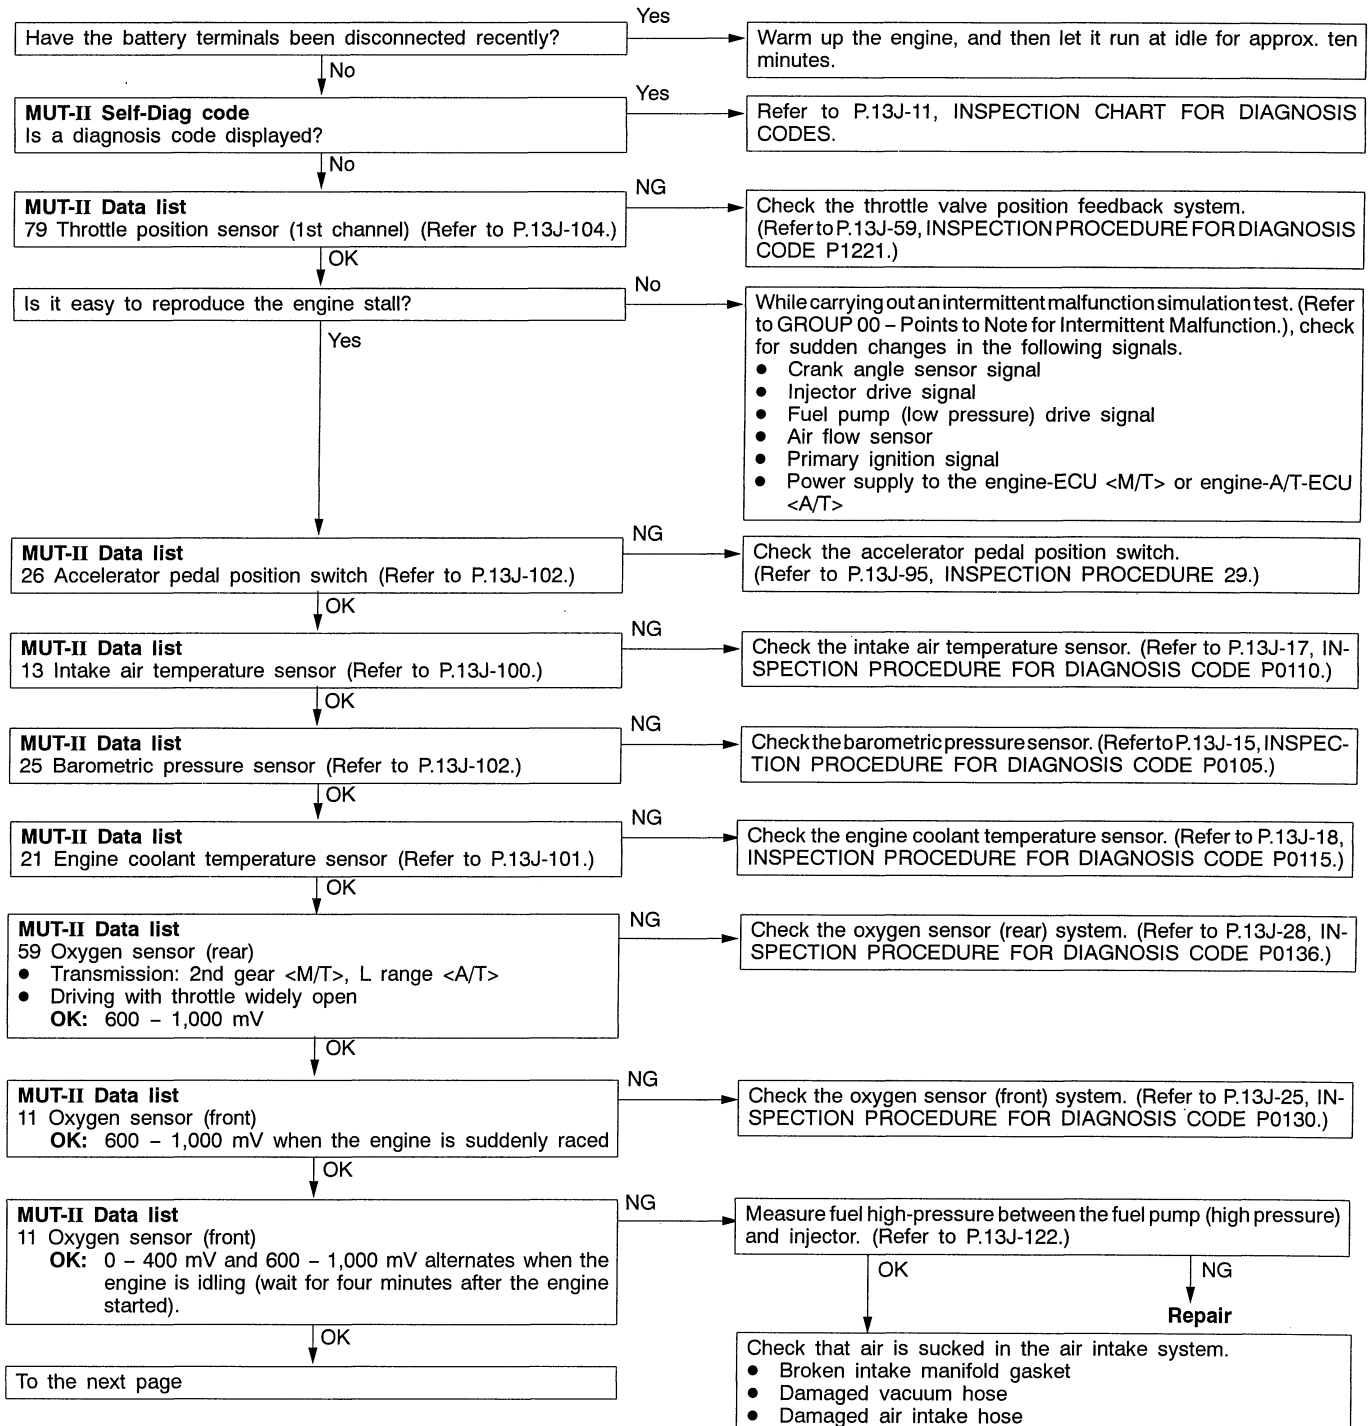 Have the battery terminals been disconnected recently?
Yes
Warm up the engine, and then let it run at idle for approx. ten
minutes.
No
MUT-II Self-Diag code
Is a diagnosis code displayed?
Yes
Refer to P.13J-11, INSPECTION CHART FOR DIAGNOSIS
CODES.
No
MUT-II Data list
79 Throttle position sensor (1st channel) (Refer to P.13J-104.)
NG
Check the throttle valve position feedback system.
(Refer to P.13J-59, INSPECTION PROCEDURE FOR DIAGNOSIS
CODE P1221.)
OK
Is it easy to reproduce the engine stall?
No
While carrying out an intermittent malfunction simulation test. (Refer
to GROUP 00 – Points to Note for Intermittent Malfunction.), check
for sudden changes in the following signals.
● Crank angle sensor signal
● Injector drive signal
● Fuel pump (low pressure) drive signal
● Air flow sensor
● Primary ignition signal
● Power supply to the engine-ECU <M/T> or engine-A/T-ECU
<A/T>
Yes
MUT-II Data list
26 Accelerator pedal position switch (Refer to P.13J-102.)
NG
Check the accelerator pedal position switch.
(Refer to P.13J-95, INSPECTION PROCEDURE 29.)
OK
MUT-II Data list
13 Intake air temperature sensor (Refer to P.13J-100.)
NG
Check the intake air temperature sensor. (Refer to P.13J-17, IN-
SPECTION PROCEDURE FOR DIAGNOSIS CODE P0110.)
OK
MUT-II Data list
25 Barometric pressure sensor (Refer to P.13J-102.)
NG
Check the barometric pressure sensor. (Refer to P.13J-15, INSPEC-
TION PROCEDURE FOR DIAGNOSIS CODE P0105.)
OK
MUT-II Data list
21 Engine coolant temperature sensor (Refer to P.13J-101.)
NG
Check the engine coolant temperature sensor. (Refer to P.13J-18,
INSPECTION PROCEDURE FOR DIAGNOSIS CODE P0115.)
OK
MUT-II Data list
59 Oxygen sensor (rear)
● Transmission: 2nd gear <M/T>, L range <A/T>
● Driving with throttle widely open
OK: 600 – 1,000 mV
NG
Check the oxygen sensor (rear) system. (Refer to P.13J-28, IN-
SPECTION PROCEDURE FOR DIAGNOSIS CODE P0136.)
OK
MUT-II Data list
11 Oxygen sensor (front)
OK: 600 – 1,000 mV when the engine is suddenly raced
NG
Check the oxygen sensor (front) system. (Refer to P.13J-25, IN-
SPECTION PROCEDURE FOR DIAGNOSIS CODE P0130.)
OK
MUT-II Data list
11 Oxygen sensor (front)
OK: 0 – 400 mV and 600 – 1,000 mV alternates when the
engine is idling (wait for four minutes after the engine
started).
NG
Measure fuel high-pressure between the fuel pump (high pressure)
and injector. (Refer to P.13J-122.)
OK
NG
Repair
OK
To the next page
Check that air is sucked in the air intake system.
● Broken intake manifold gasket
● Damaged vacuum hose
● Damaged air intake hose